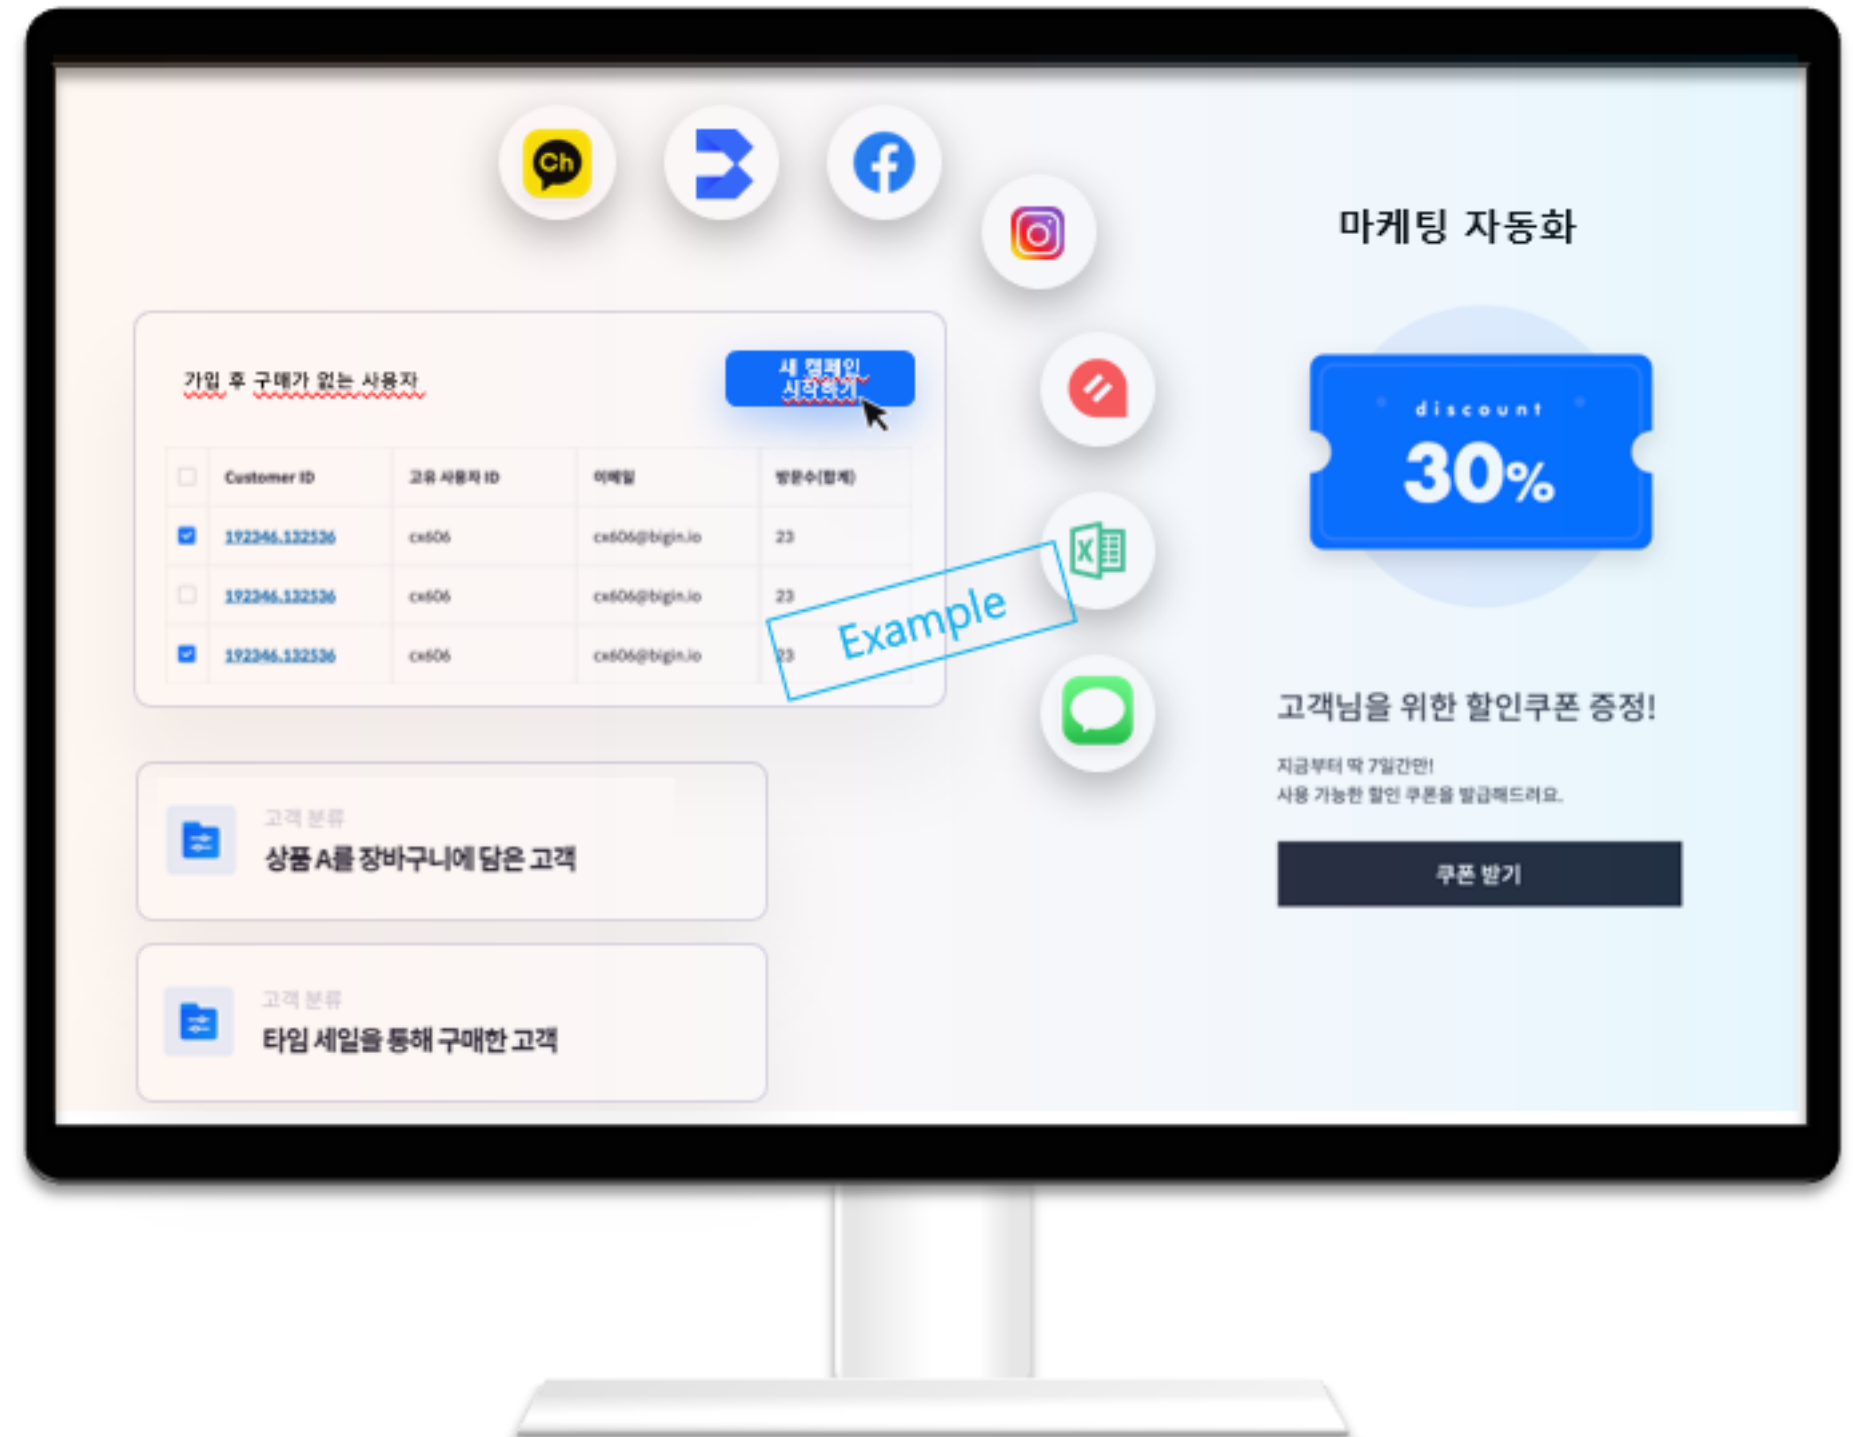 Ch
마케팅 자동화
가입 후 구매가 없는 사용자
새 캠페인
시작하기
Customer ID 고유 사용자 ID 이메일 방문수(합계)
192346.132536 cx606 cx606@bigin.io 23
192346.132536 cx606 cx606@bigin.io 23
192346.132536 cx606 cx606@bigin.io 23
Example
고객 분류
상품 A를 장바구니에 담은 고객
고객 분류
타임 세일을 통해 구매한 고객
discount
30%
고객님을 위한 할인쿠폰 증정!
지금부터 딱 7일간만!
사용 가능한 할인 쿠폰을 발급해드려요.
쿠폰 받기